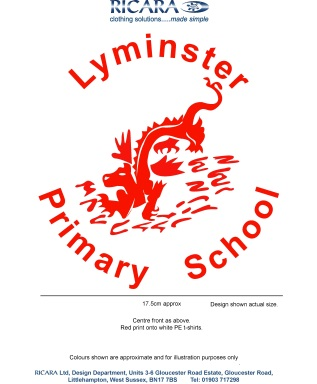 RICARA
clothing solutions.....made simple
Lyminster
Primary School
17.5cm approx
Design shown actual size.
Centre front as above.
Red print onto white PE t-shirts.
Colours shown are approximate and for illustration purposes only
RICARA Ltd, Design Department, Units 3-6 Gloucester Road Estate, Gloucester Road,
Littlehampton, West Sussex, BN17 7BS Tel: 01903 717298